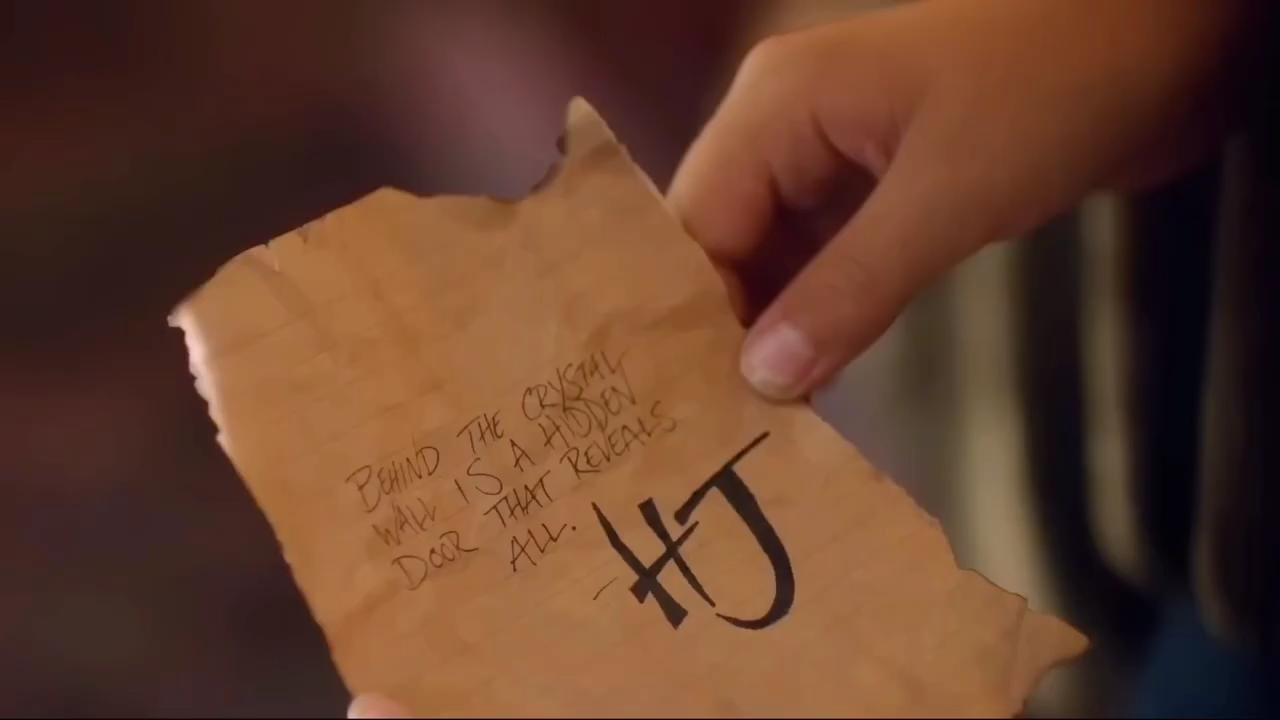 BEHIND THE CRYSTAL
WALL IS A HIDDEN
DOOR THAT REVEALS
ALL.
-HJ